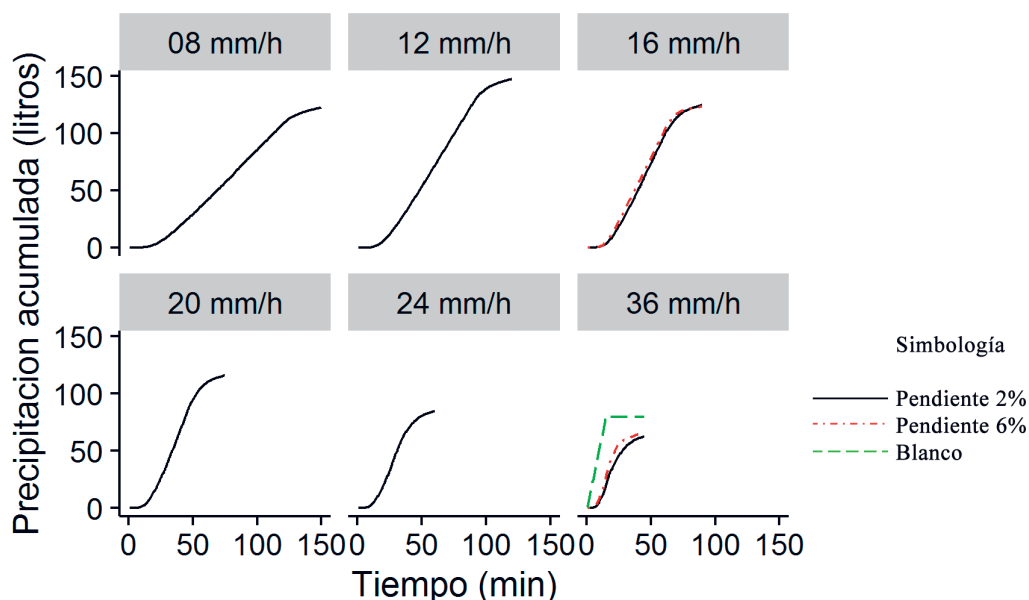 08 mm/h 12 mm/h 16 mm/h
Precipitacion acumulada (litros)
150
100
50
0
20 mm/h 24 mm/h 36 mm/h
150
100
50
0
0 50 100 150 0 50 100 150 0 50 100 150
Tiempo (min)
Simbología
Pendiente 2%
Pendiente 6%
Blanco